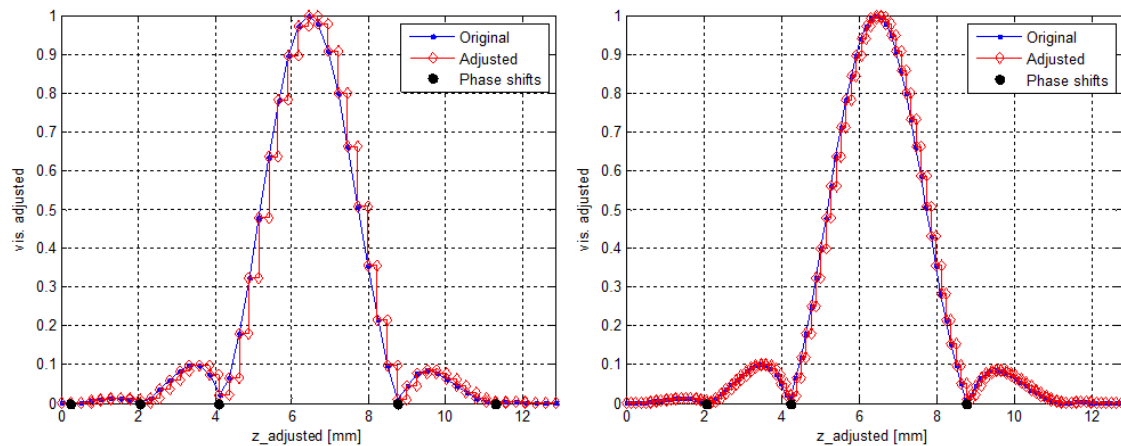 1
0.9
0.8
0.7
0.6
0.5
0.4
0.3
0.2
0.1
0
vis. adjusted
0 2 4 6 8 10 12
z_adjusted [mm]
Original
Adjusted
Phase shifts
1
0.9
0.8
0.7
0.6
0.5
0.4
0.3
0.2
0.1
0
vis. adjusted
0 2 4 6 8 10 12
z_adjusted [mm]
Original
Adjusted
Phase shifts